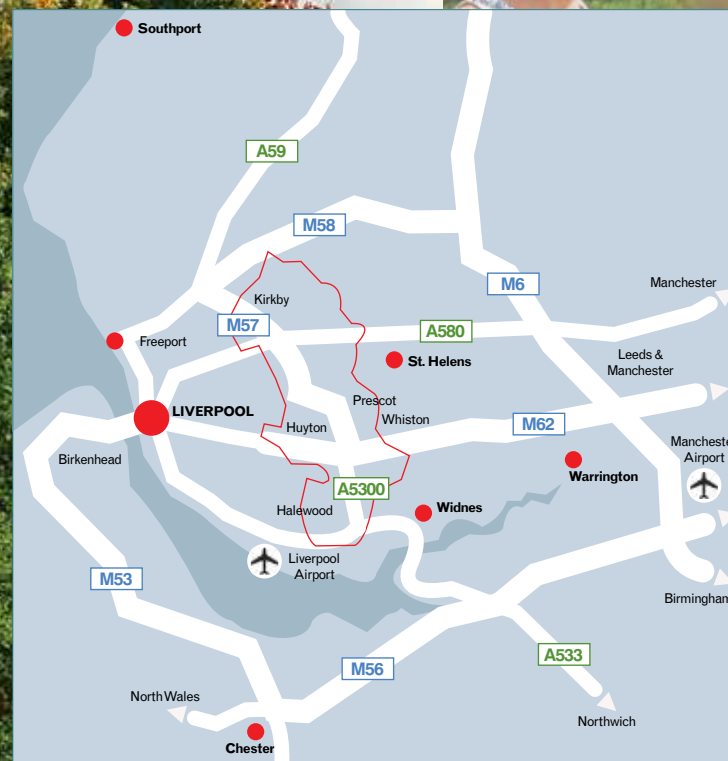 Southport
A59
M58
M6
Manchester
Kirkby
M57
A580
Freeport
St. Helens
Leeds &
Manchester
Prescot
LIVERPOOL
Whiston
Huyton
M62
Birkenhead
Airport
Warrington
A5300
Halewood
Widnes
Liverpool
Airport
M53
Birmingham
A533
M56
North Wales
Northwich
Chester